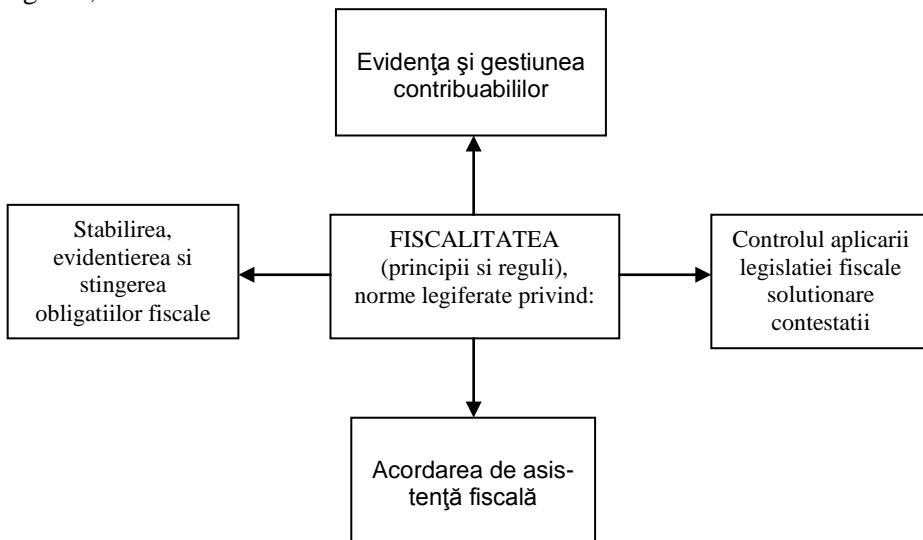 Evidenţa şi gestiunea
contribuabililor
Stabilirea,
evidentierea si
stingerea
obligatiilor fiscale
FISCALITATEA
(principii si reguli),
norme legiferate privind:
Controlul aplicarii
legislatiei fiscale
solutionare
contestatii
Acordarea de asis-
tenţă fiscală